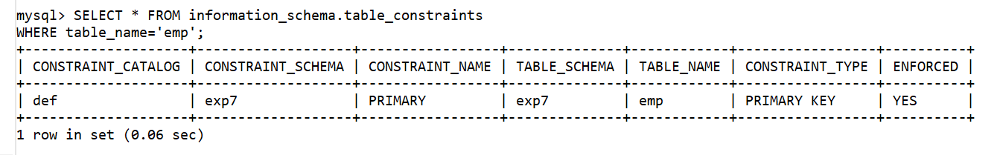 mysql> SELECT * FROM information_schema.table_constraints
WHERE table_name='emp';
+--------------------+-------------------+-----------------+--------------+------------+-----------------+----------+
| CONSTRAINT_CATALOG | CONSTRAINT_SCHEMA | CONSTRAINT_NAME | TABLE_SCHEMA | TABLE_NAME | CONSTRAINT_TYPE | ENFORCED |
+--------------------+-------------------+-----------------+--------------+------------+-----------------+----------+
| def                | exp7              | PRIMARY         | exp7         | emp        | PRIMARY KEY     | YES      |
+--------------------+-------------------+-----------------+--------------+------------+-----------------+----------+
1 row in set (0.06 sec)